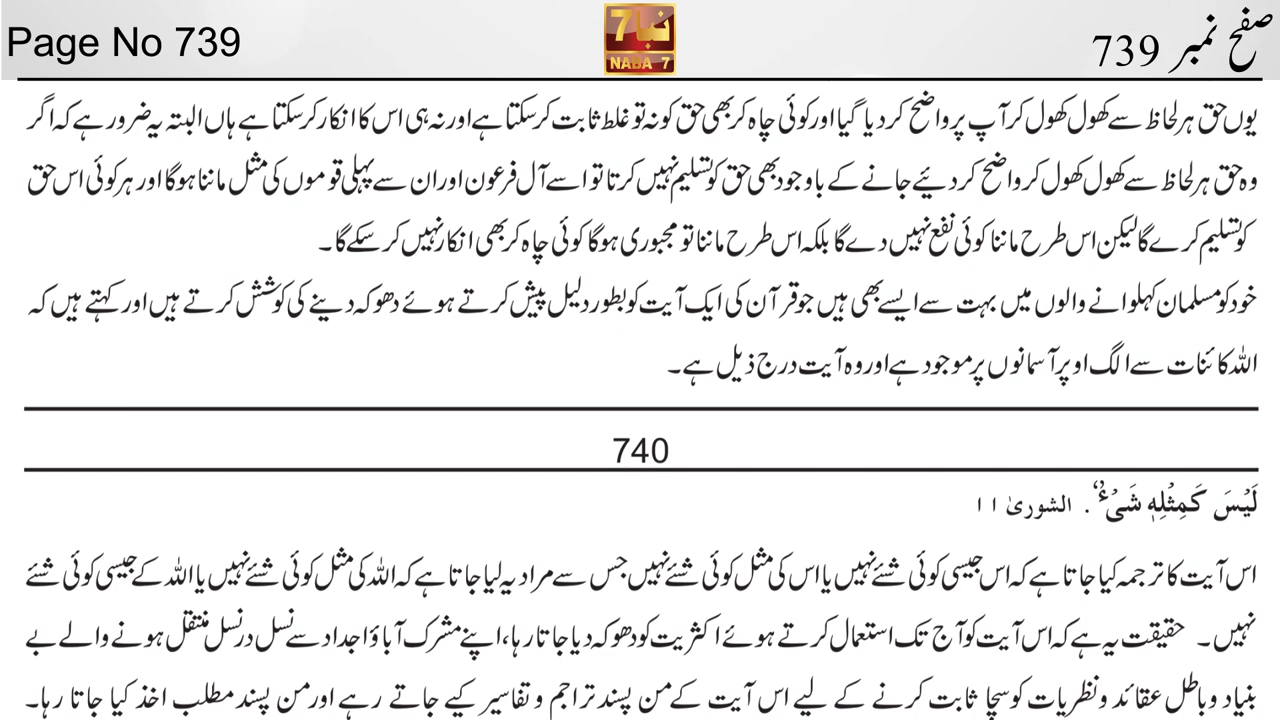 Page No 739
نبا 7
NABA 7
صفحہ نمبر 739
یوں حق ہر لحاظ سے کھول کھول کر آپ پر واضح کر دیا گیا اور کوئی چاہ کر بھی حق کو نہ تو غلط ثابت کر سکتا ہے اور نہ ہی اس کا انکار کر سکتا ہے ہاں البتہ یہ ضرور ہے کہ اگر
وہ حق ہر لحاظ سے کھول کھول کر واضح کر دیئے جانے کے باوجود بھی حق کو تسلیم نہیں کرتا تو اسے آل فرعون اور ان سے پہلی قوموں کی مثل ماننا ہوگا اور ہر کوئی اس حق
کو تسلیم کرے گا لیکن اس طرح ماننا کوئی نفع نہیں دے گا بلکہ اس طرح ماننا تو مجبوری ہوگا کوئی چاہ کر بھی انکار نہیں کر سکے گا۔
خود کو مسلمان کہلوانے والوں میں بہت سے ایسے بھی ہیں جو قرآن کی ایک آیت کو بطور دلیل پیش کرتے ہوئے دھوکہ دینے کی کوشش کرتے ہیں اور کہتے ہیں کہ
اللہ کائنات سے الگ اوپر آسمانوں پر موجود ہے اور وہ آیت درج ذیل ہے۔
740
لَيْسَ كَمِثْلِهٖ شَىْءٌ ۚ . الشوریٰ ۱۱
اس آیت کا ترجمہ کیا جاتا ہے کہ اس جیسی کوئی شئے نہیں یا اس کی مثل کوئی شئے نہیں جس سے مراد یہ لیا جاتا ہے کہ اللہ کی مثل کوئی شئے نہیں یا اللہ کے جیسی کوئی شئے
نہیں۔ حقیقت یہ ہے کہ اس آیت کو آج تک استعمال کرتے ہوئے اکثریت کو دھوکہ دیا جاتا رہا، اپنے مشرک آباؤ اجداد سے نسل در نسل منتقل ہونے والے بے
بنیاد و باطل عقائد و نظریات کو سچا ثابت کرنے کے لیے اس آیت کے من پسند تراجم و تفاسیر کیے جاتے رہے اور من پسند مطلب اخذ کیا جاتا رہا۔